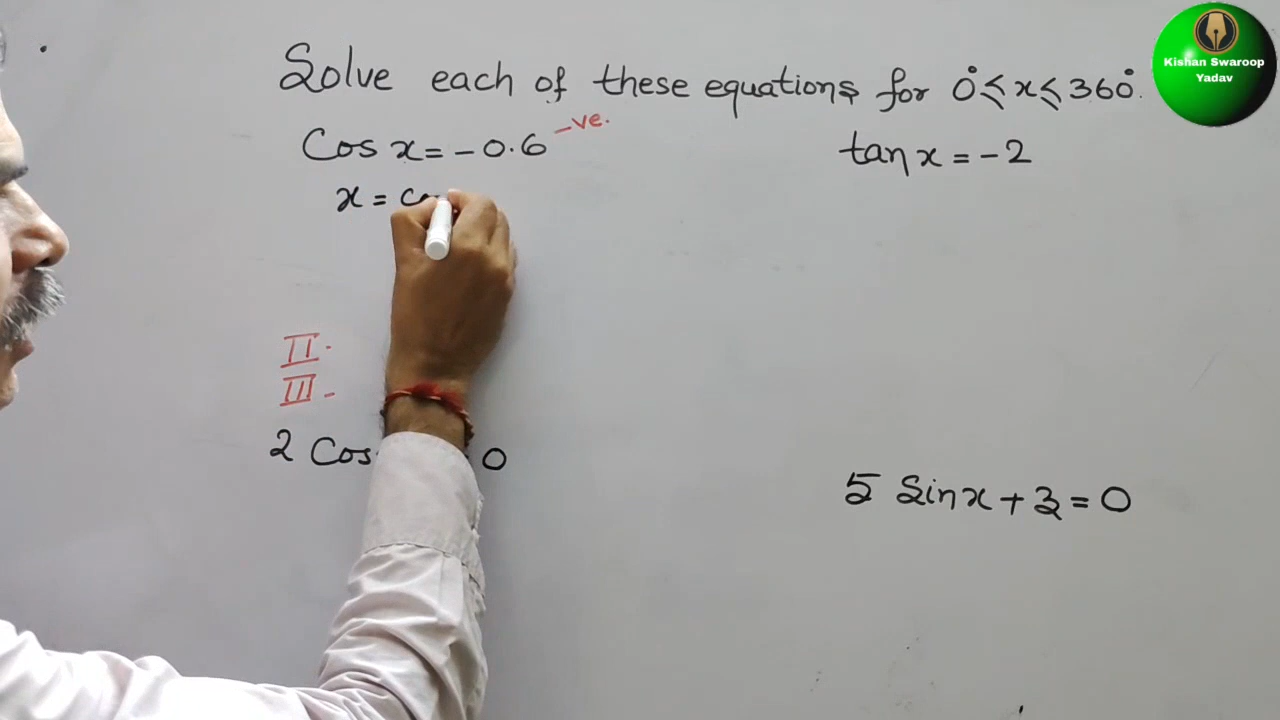 Solve each of these equations for 0° ≤ x ≤ 360°.
Cos x = -0.6 -ve.
x = co
II.
III -
2 Cos 0
tan x = -2
5 Sin x + 3 = 0
Kishan Swaroop
Yadav